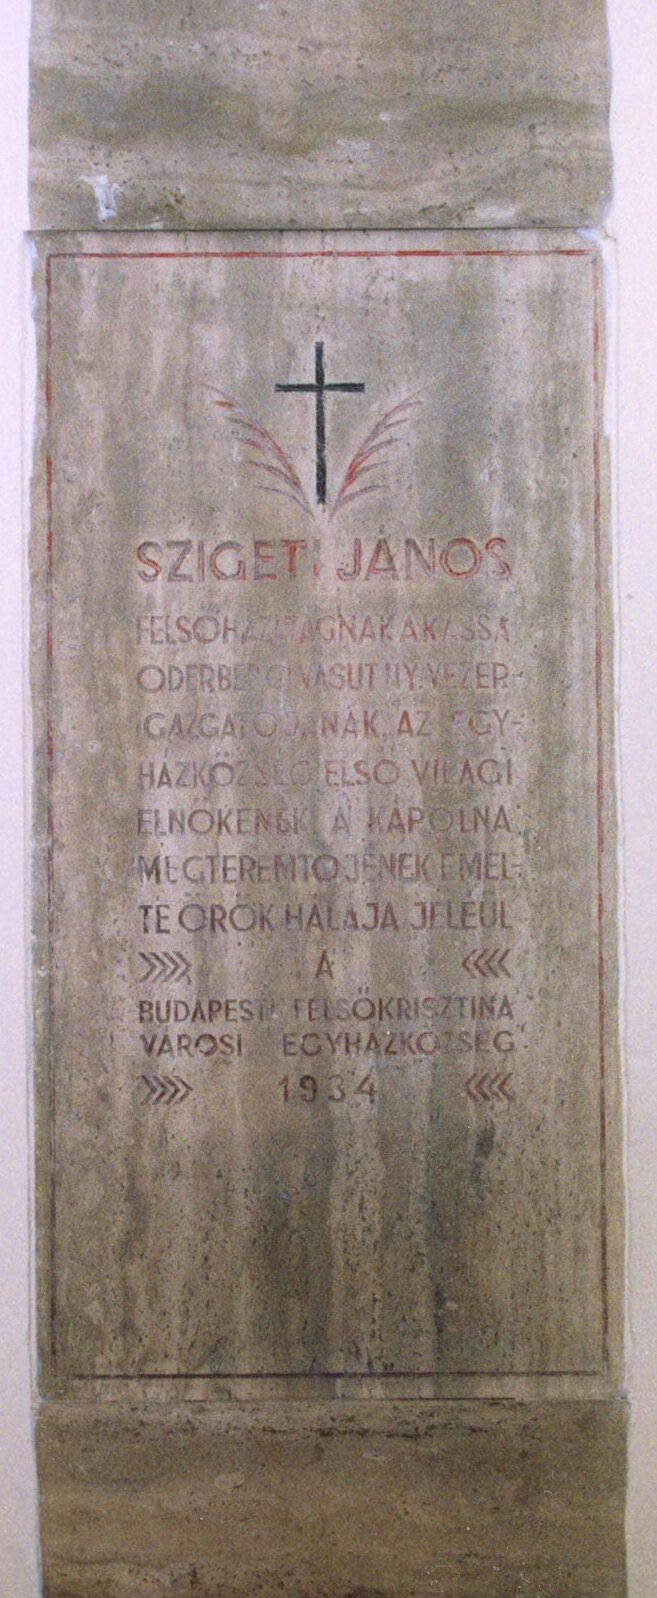 SZIGETI JÁNOS
FELSŐHÁZI TAGNAK A KASSA
ODERBERGI VASUT NY. VEZÉR-
IGAZGATÓJÁNAK, AZ EGY-
HÁZKÖZSÉG ELSŐ VILÁGI
ELNÖKÉNEK A KÁPOLNA
MEGTEREMTŐJÉNEK EMEL-
TE ÖRÖK HÁLÁJA JELÉÜL
A
BUDAPESTI FELSŐKRISZTINA
VÁROSI EGYHÁZKÖZSÉG
1934